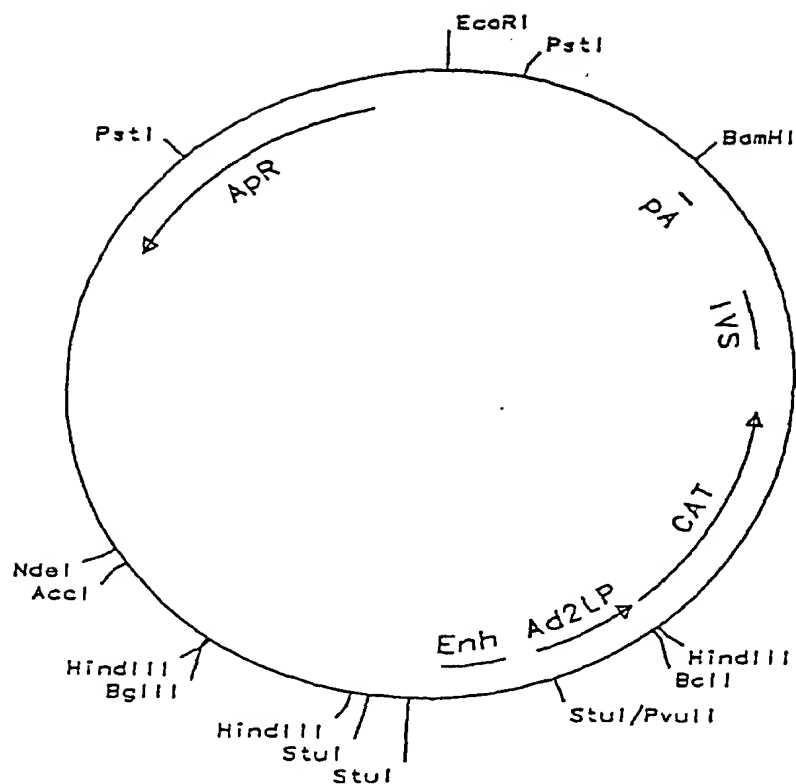 EcoRI
PstI
BamHI
PstI
ApR
pA
IVS
CAT
NdeI
AccI
Enh
Ad2LP
HindIII
BglII
HindIII
BclI
HindIII
StuI
StuI
StuI/PvuII